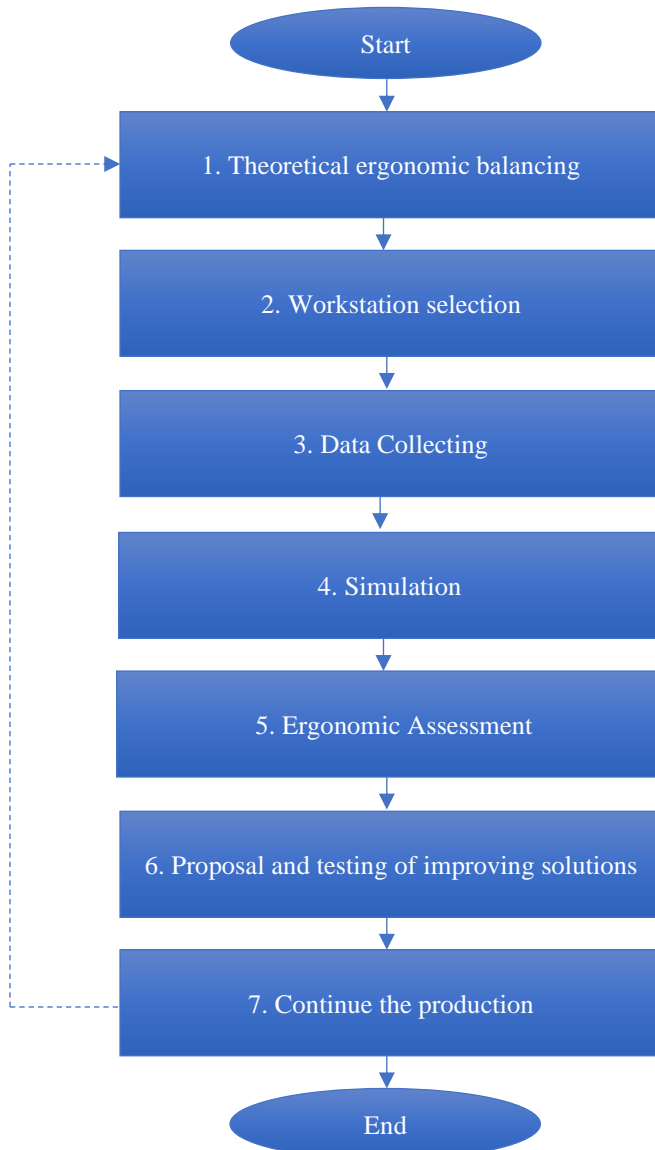 Start
1. Theoretical ergonomic balancing
2. Workstation selection
3. Data Collecting
4. Simulation
5. Ergonomic Assessment
6. Proposal and testing of improving solutions
7. Continue the production
End